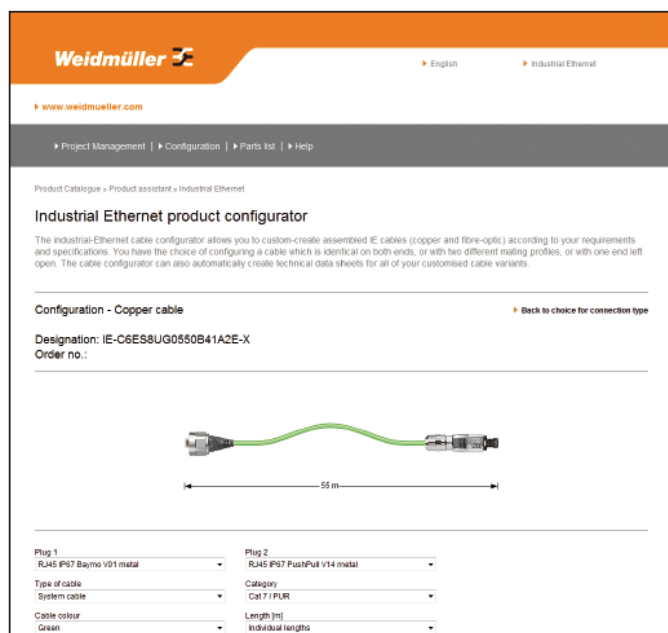 Weidmüller
English
Industrial Ethernet
www.weidmueller.com
Project Management | Configuration | Parts list | Help
Product Catalogue » Product assistant » Industrial Ethernet
Industrial Ethernet product configurator
The industrial-Ethernet cable configurator allows you to custom-create assembled IE cables (copper and fibre-optic) according to your requirements
and specifications. You have the choice of configuring a cable which is identical on both ends, or with two different mating profiles, or with one end left
open. The cable configurator can also automatically create technical data sheets for all of your customised cable variants.
Configuration - Copper cable
Back to choice for connection type
Designation: IE-C6ES8UG0550B41A2E-X
Order no.:
55 m
Plug 1
Plug 2
RJ45 IP67 Baymo V01 metal
RJ45 IP67 PushPull V14 metal
Type of cable
Category
System cable
Cat 7 / PUR
Cable colour
Length [m]
Green
Individual lengths